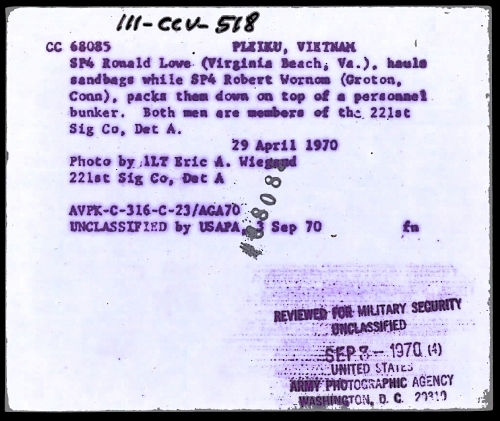 111-CCV-518
CC 68085 PLEIKU, VIETNAM
SP4 Ronald Lowe (Virginia Beach, Va.), hauls
sandbags while SP4 Robert Wornom (Groton,
Conn), packs them down on top of a personnel
bunker. Both men are members of the 221st
Sig Co, Det A.
29 April 1970
Photo by 1LT Eric A. Wiegand
221st Sig Co, Det A
AVPK-C-316-C-23/AGA70
UNCLASSIFIED by USAPA, 3 Sep 70 fn
REVIEWED FOR MILITARY SECURITY
UNCLASSIFIED
SEP 3 - 1970 (4)
UNITED STATES
ARMY PHOTOGRAPHIC AGENCY
WASHINGTON, D. C. 20310